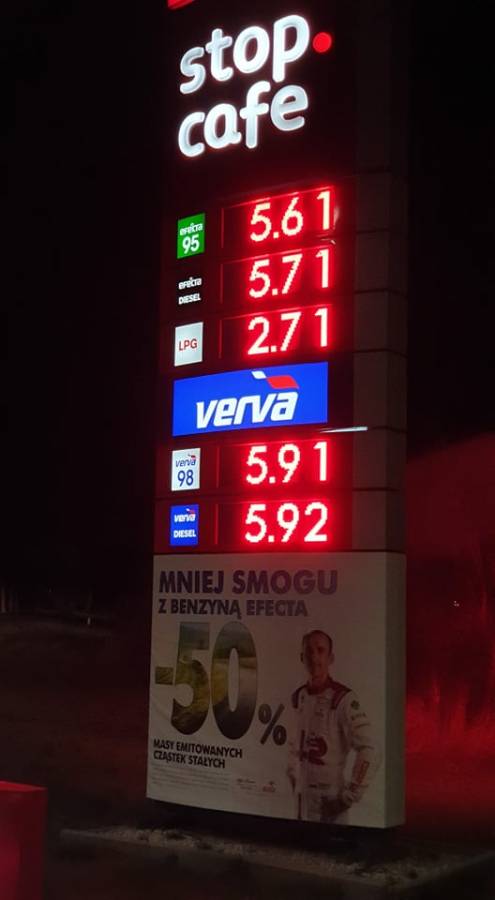 stop.
cafe
EFECTA
95
5.61
EFECTA
DIESEL
5.71
LPG
2.71
verva
verva
98
5.91
verva
DIESEL
5.92
MNIEJ SMOGU
Z BENZYNĄ EFECTA
-50%
MASY EMITOWANYCH
CZĄSTEK STAŁYCH